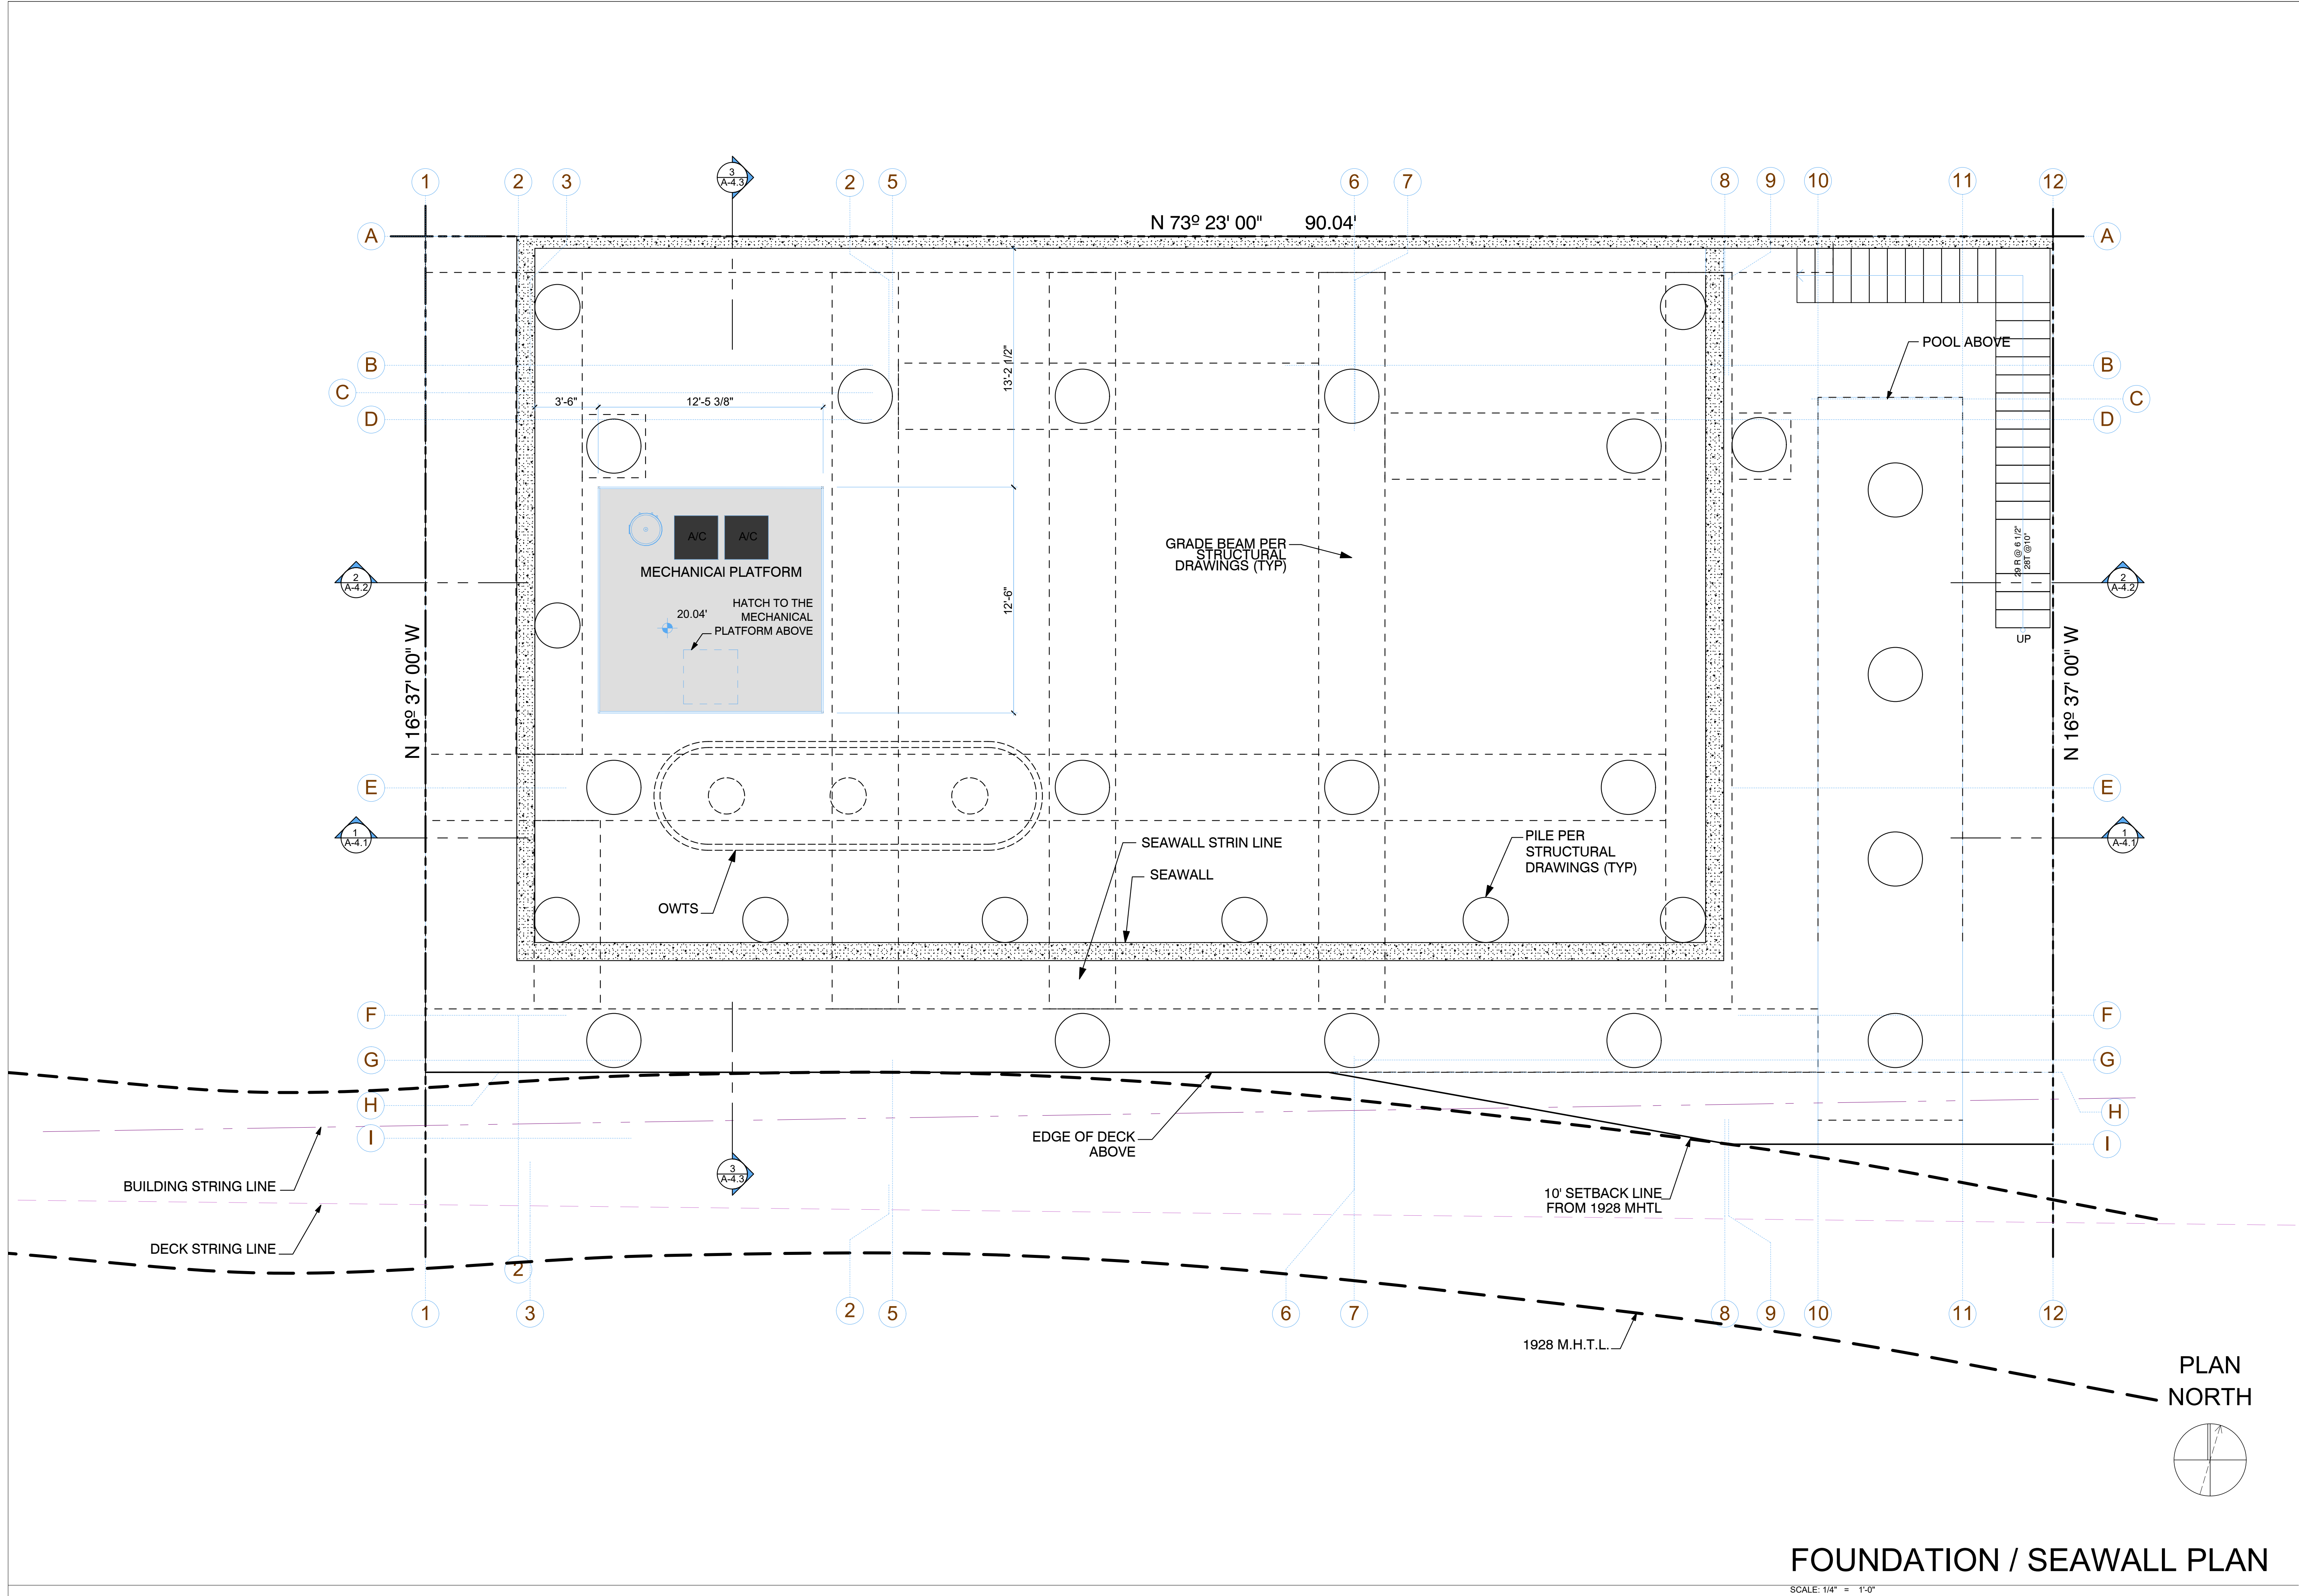 3
A-4.3
1 2 3 2 5 6 7 8 9 10 11 12
N 73º 23' 00" 90.04'
A A
POOL ABOVE
13'-2 1/2"
B B
C C
3'-6" 12'-5 3/8"
D D
A/C A/C
29 R @ 6 1/2"
28T @10"
GRADE BEAM PER
STRUCTURAL
DRAWINGS (TYP)
MECHANICAl PLATFORM
2
A-4.2
2
A-4.2
12'-6"
HATCH TO THE
MECHANICAL
PLATFORM ABOVE
20.04'
UP
N 16º 37' 00" W
N 16º 37' 00" W
E E
1
A-4.1
1
A-4.1
SEAWALL STRIN LINE
PILE PER
STRUCTURAL
DRAWINGS (TYP)
SEAWALL
OWTS
F F
G G
H H
I I
EDGE OF DECK
ABOVE
3
A-4.3
BUILDING STRING LINE
10' SETBACK LINE
FROM 1928 MHTL
DECK STRING LINE
2
1 3 2 5 6 7 8 9 10 11 12
1928 M.H.T.L.
PLAN
NORTH
FOUNDATION / SEAWALL PLAN
SCALE: 1/4" = 1'-0"